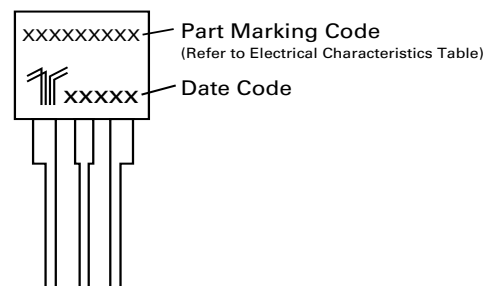 xxxxxxxxx
Part Marking Code
(Refer to Electrical Characteristics Table)
xxxxx
Date Code